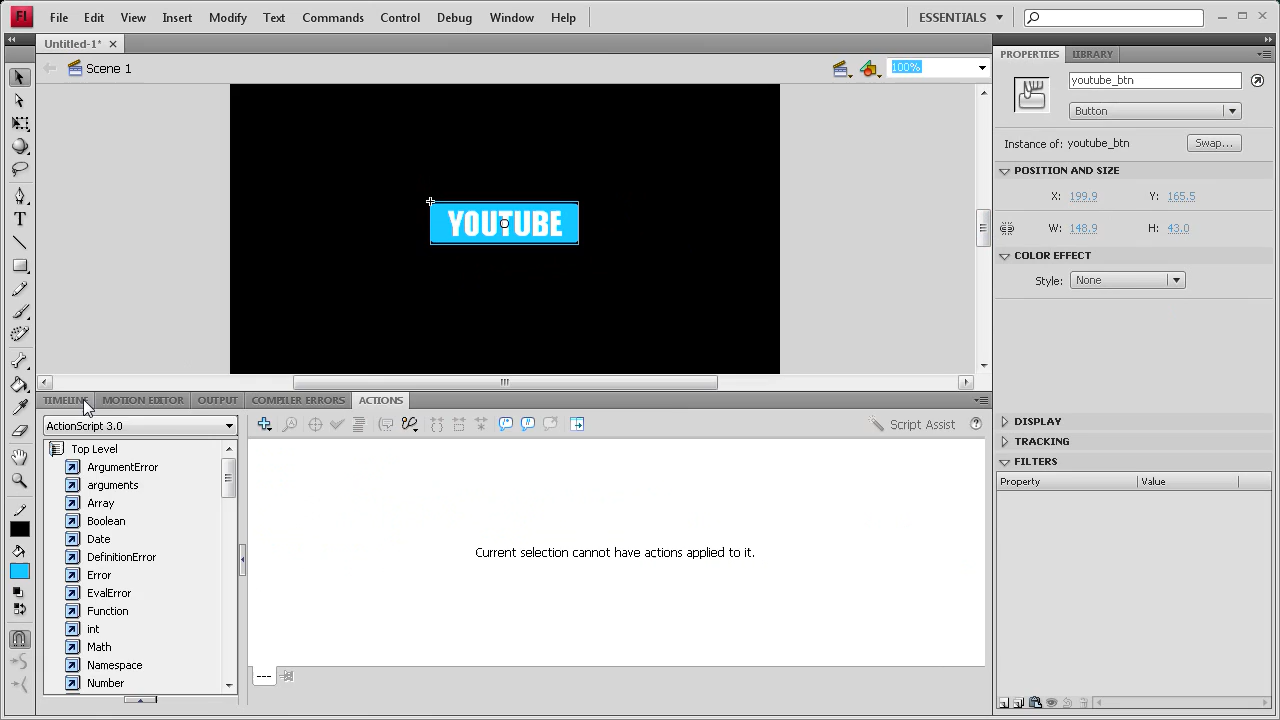 Fl File Edit View Insert Modify Text Commands Control Debug Window Help ESSENTIALS
Untitled-1* PROPERTIES LIBRARY
Scene 1 100%
youtube_btn
Button
Instance of: youtube_btn Swap...
POSITION AND SIZE
X: 199.9 Y: 165.5
YOUTUBE
W: 148.9 H: 43.0
COLOR EFFECT
Style: None
TIMELINE MOTION EDITOR OUTPUT COMPILER ERRORS ACTIONS
ActionScript 3.0 Script Assist
DISPLAY
TRACKING
FILTERS
Property Value
Top Level
ArgumentError
arguments
Array
Boolean
Date
DefinitionError
Error
EvalError
Function
int
Math
Namespace
Number
Current selection cannot have actions applied to it.